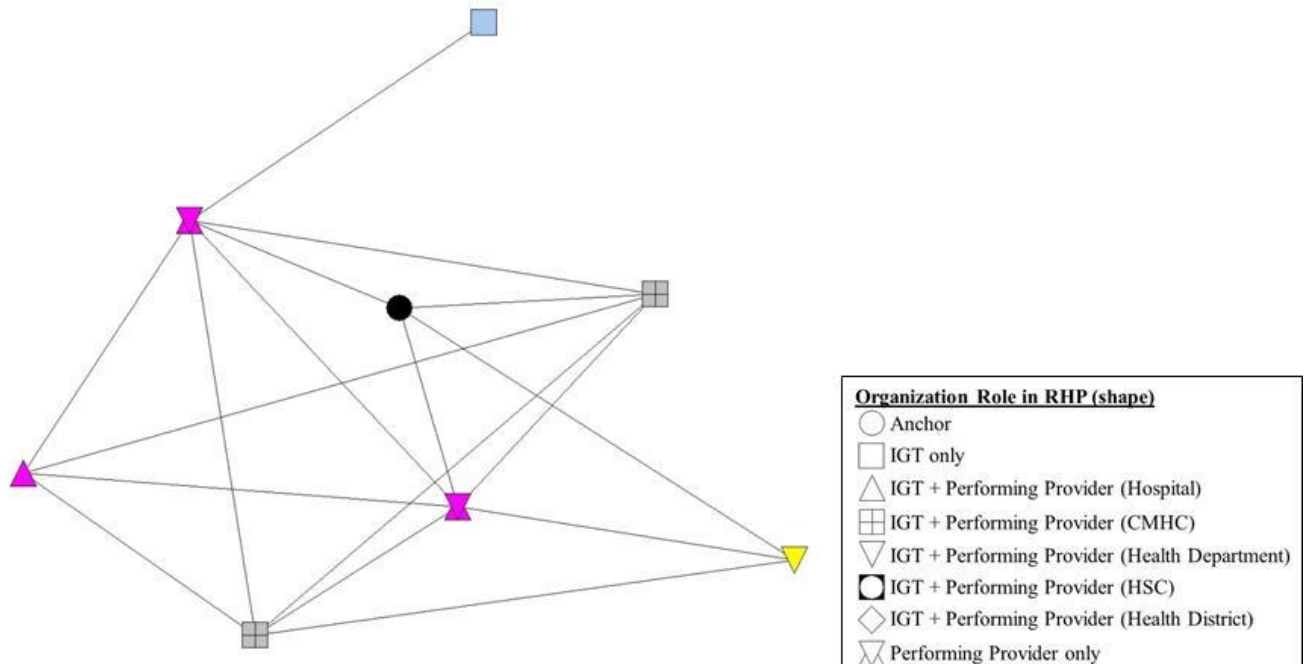 Organization Role in RHP (shape)
Anchor
IGT only
IGT + Performing Provider (Hospital)
IGT + Performing Provider (CMHC)
IGT + Performing Provider (Health Department)
IGT + Performing Provider (HSC)
IGT + Performing Provider (Health District)
Performing Provider only